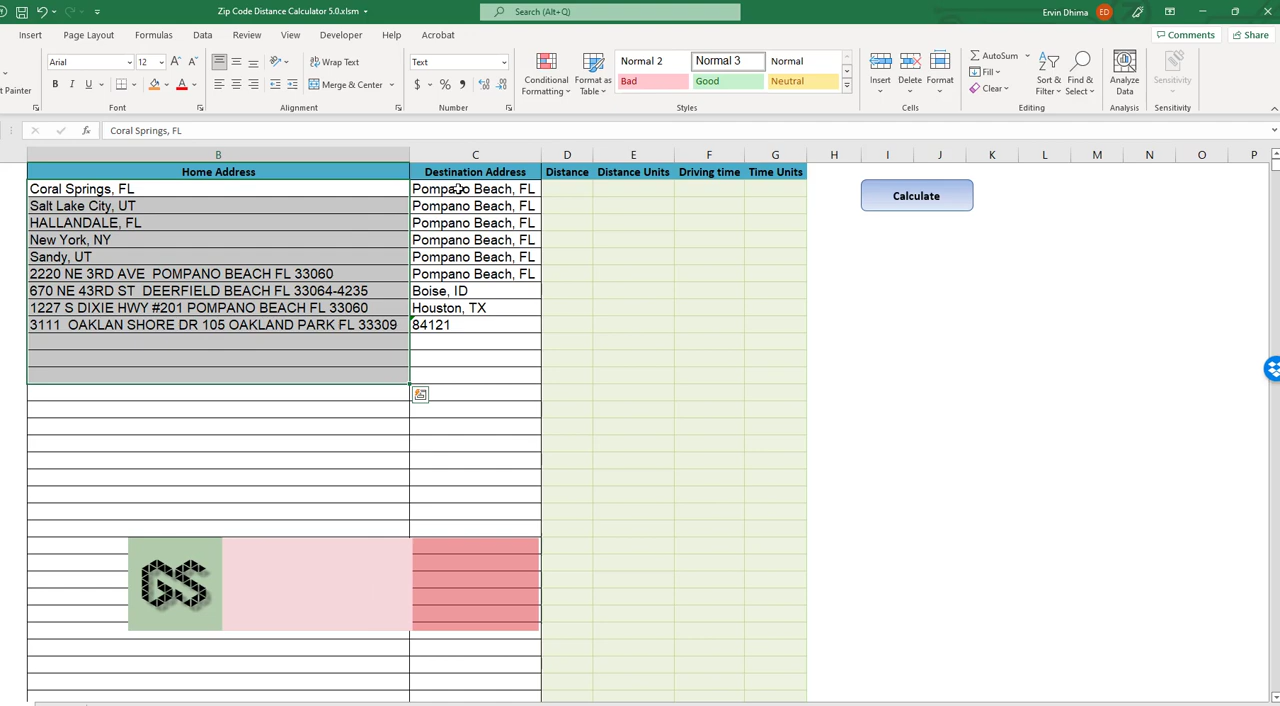 Zip Code Distance Calculator 5.0.xlsm
Search (Alt+Q)
Ervin Dhima ED
Insert Page Layout Formulas Data Review View Developer Help Acrobat
Comments Share
Painter
Arial 12
B I U
Font
Wrap Text
Merge & Center
Alignment
Text
$ % ,
Number
Conditional Formatting
Format as Table
Normal 2 Normal 3 Normal
Bad Good Neutral
Styles
Insert Delete Format
Cells
AutoSum
Fill
Clear
Sort & Filter
Find & Select
Editing
Analyze Data
Analysis
Sensitivity
Sensitivity
fx Coral Springs, FL
B C D E F G H I J K L M N O P
Home Address Destination Address Distance Distance Units Driving time Time Units
Coral Springs, FL Pompano Beach, FL
Salt Lake City, UT Pompano Beach, FL
HALLANDALE, FL Pompano Beach, FL
New York, NY Pompano Beach, FL
Sandy, UT Pompano Beach, FL
2220 NE 3RD AVE POMPANO BEACH FL 33060 Pompano Beach, FL
670 NE 43RD ST DEERFIELD BEACH FL 33064-4235 Boise, ID
1227 S DIXIE HWY #201 POMPANO BEACH FL 33060 Houston, TX
3111 OAKLAN SHORE DR 105 OAKLAND PARK FL 33309 84121
Calculate
GS